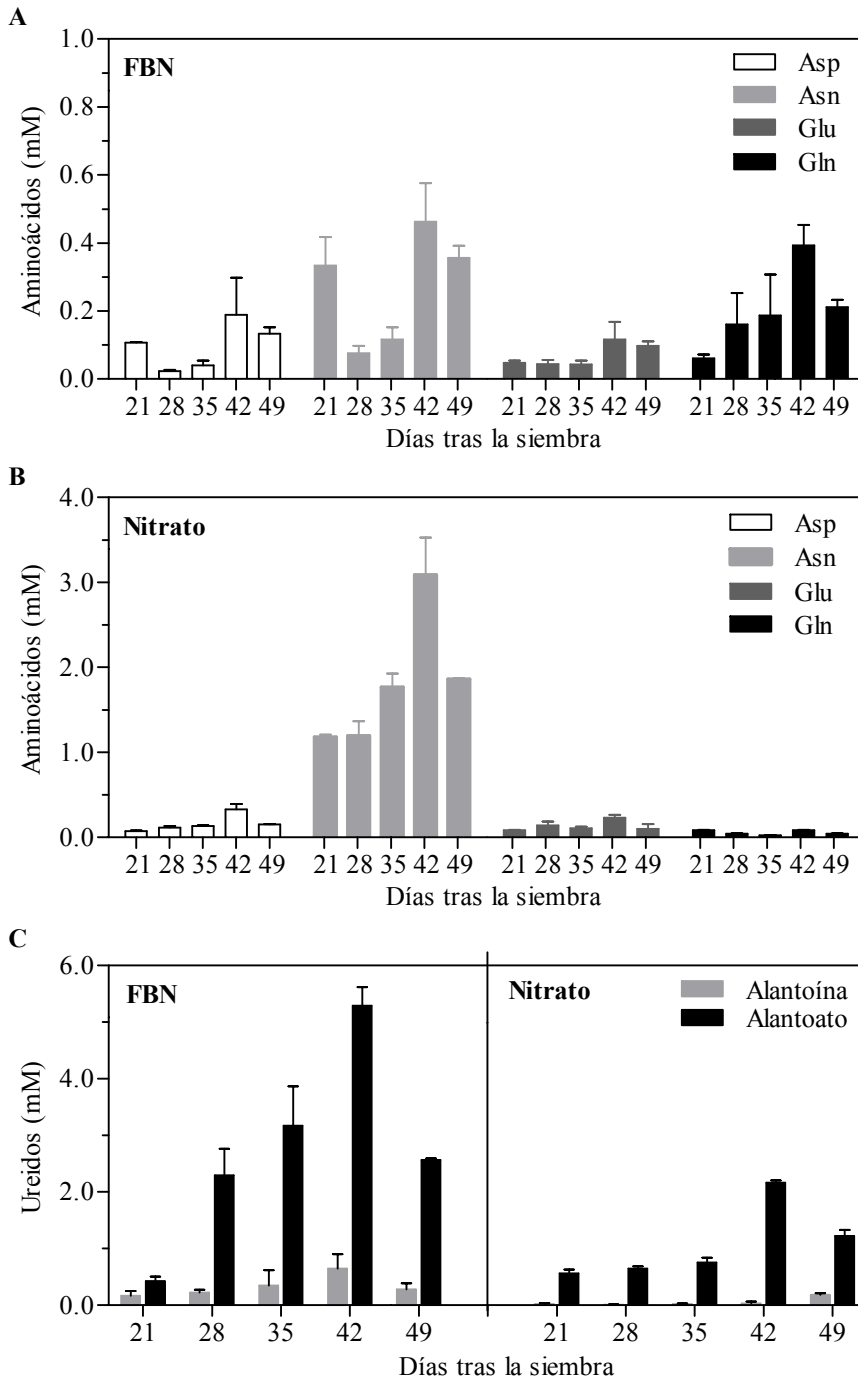 A
FBN
Asp
Asn
Glu
Gln
Aminoácidos (mM)
1.0
0.8
0.6
0.4
0.2
0.0
21 28 35 42 49 21 28 35 42 49 21 28 35 42 49 21 28 35 42 49
Días tras la siembra
B
Nitrato
Asp
Asn
Glu
Gln
Aminoácidos (mM)
4.0
3.0
2.0
1.0
0.0
21 28 35 42 49 21 28 35 42 49 21 28 35 42 49 21 28 35 42 49
Días tras la siembra
C
FBN
Nitrato
Alantoína
Alantoato
Ureidos (mM)
6.0
4.0
2.0
0.0
21 28 35 42 49 21 28 35 42 49
Días tras la siembra